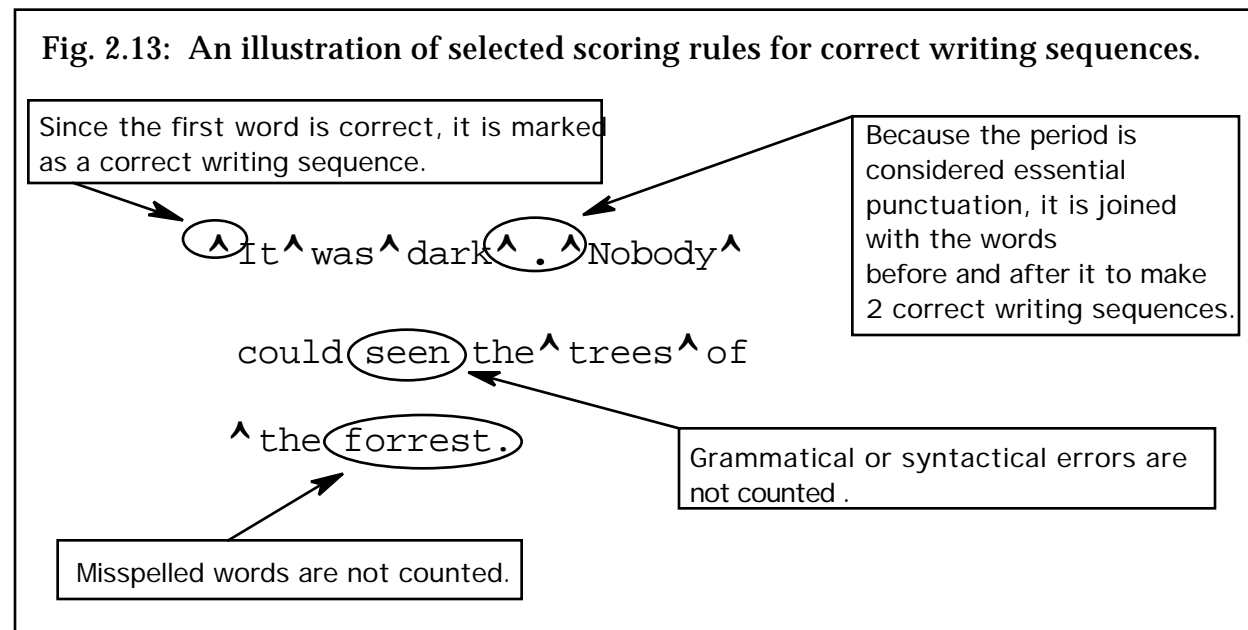 Fig. 2.13: An illustration of selected scoring rules for correct writing sequences.
Since the first word is correct, it is marked
as a correct writing sequence.
Because the period is
considered essential
punctuation, it is joined
with the words
before and after it to make
2 correct writing sequences.
^It^was^dark^.^Nobody^
could seen the^trees^of
^the forrest.
Grammatical or syntactical errors are
not counted .
Misspelled words are not counted.